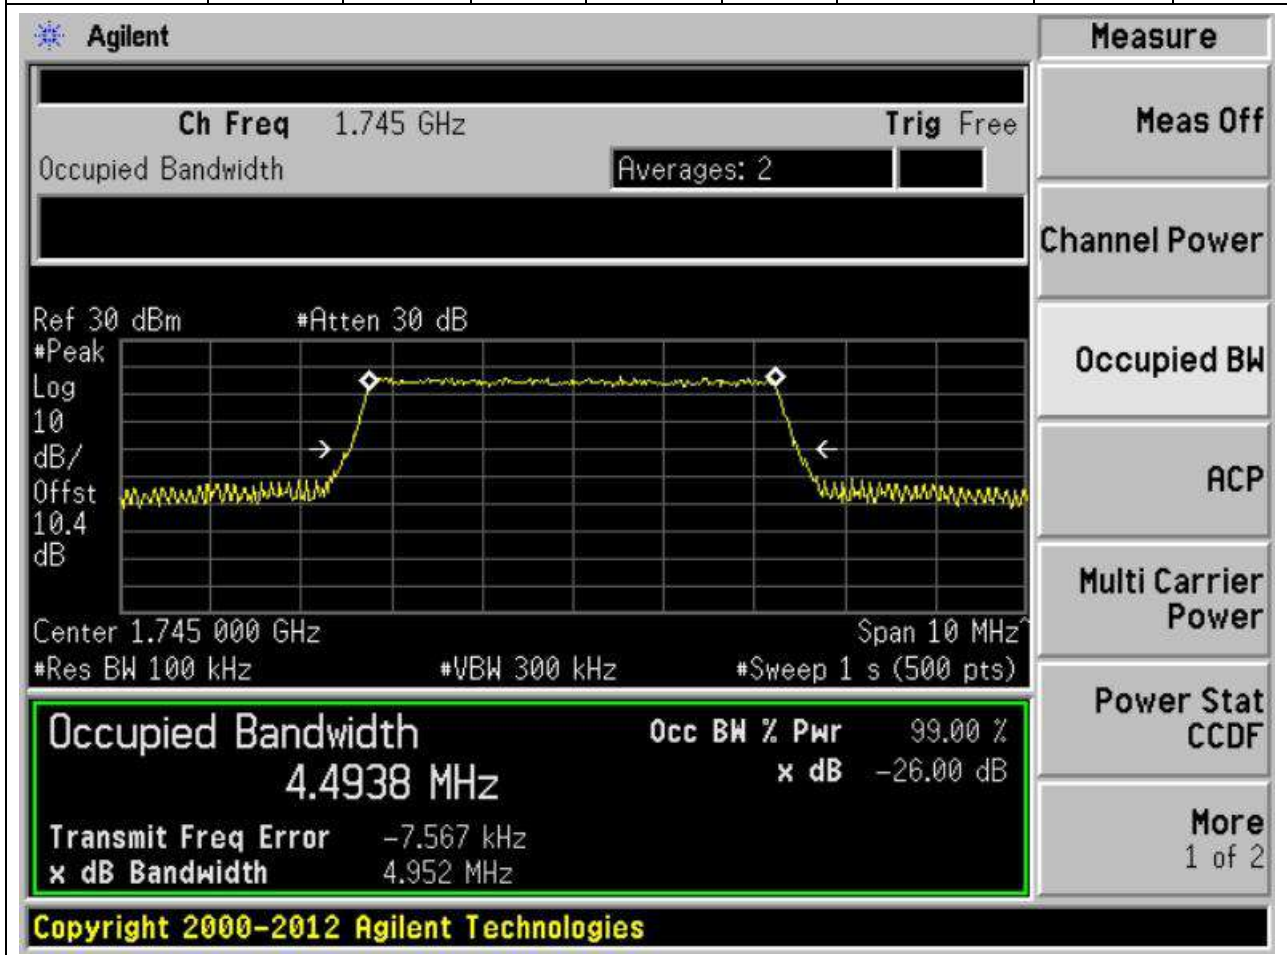 Agilent
Measure
Ch Freq 1.745 GHz Trig Free
Occupied Bandwidth Averages: 2
Meas Off
Channel Power
Occupied BW
ACP
Multi Carrier
Power
Power Stat
CCDF
More
1 of 2
Ref 30 dBm #Atten 30 dB
#Peak
Log
10
dB/
Offst
10.4
dB
Center 1.745 000 GHz Span 10 MHz^
#Res BW 100 kHz #VBW 300 kHz #Sweep 1 s (500 pts)
Occupied Bandwidth Occ BW % Pwr 99.00 %
4.4938 MHz x dB -26.00 dB
Transmit Freq Error -7.567 kHz
x dB Bandwidth 4.952 MHz
Copyright 2000-2012 Agilent Technologies